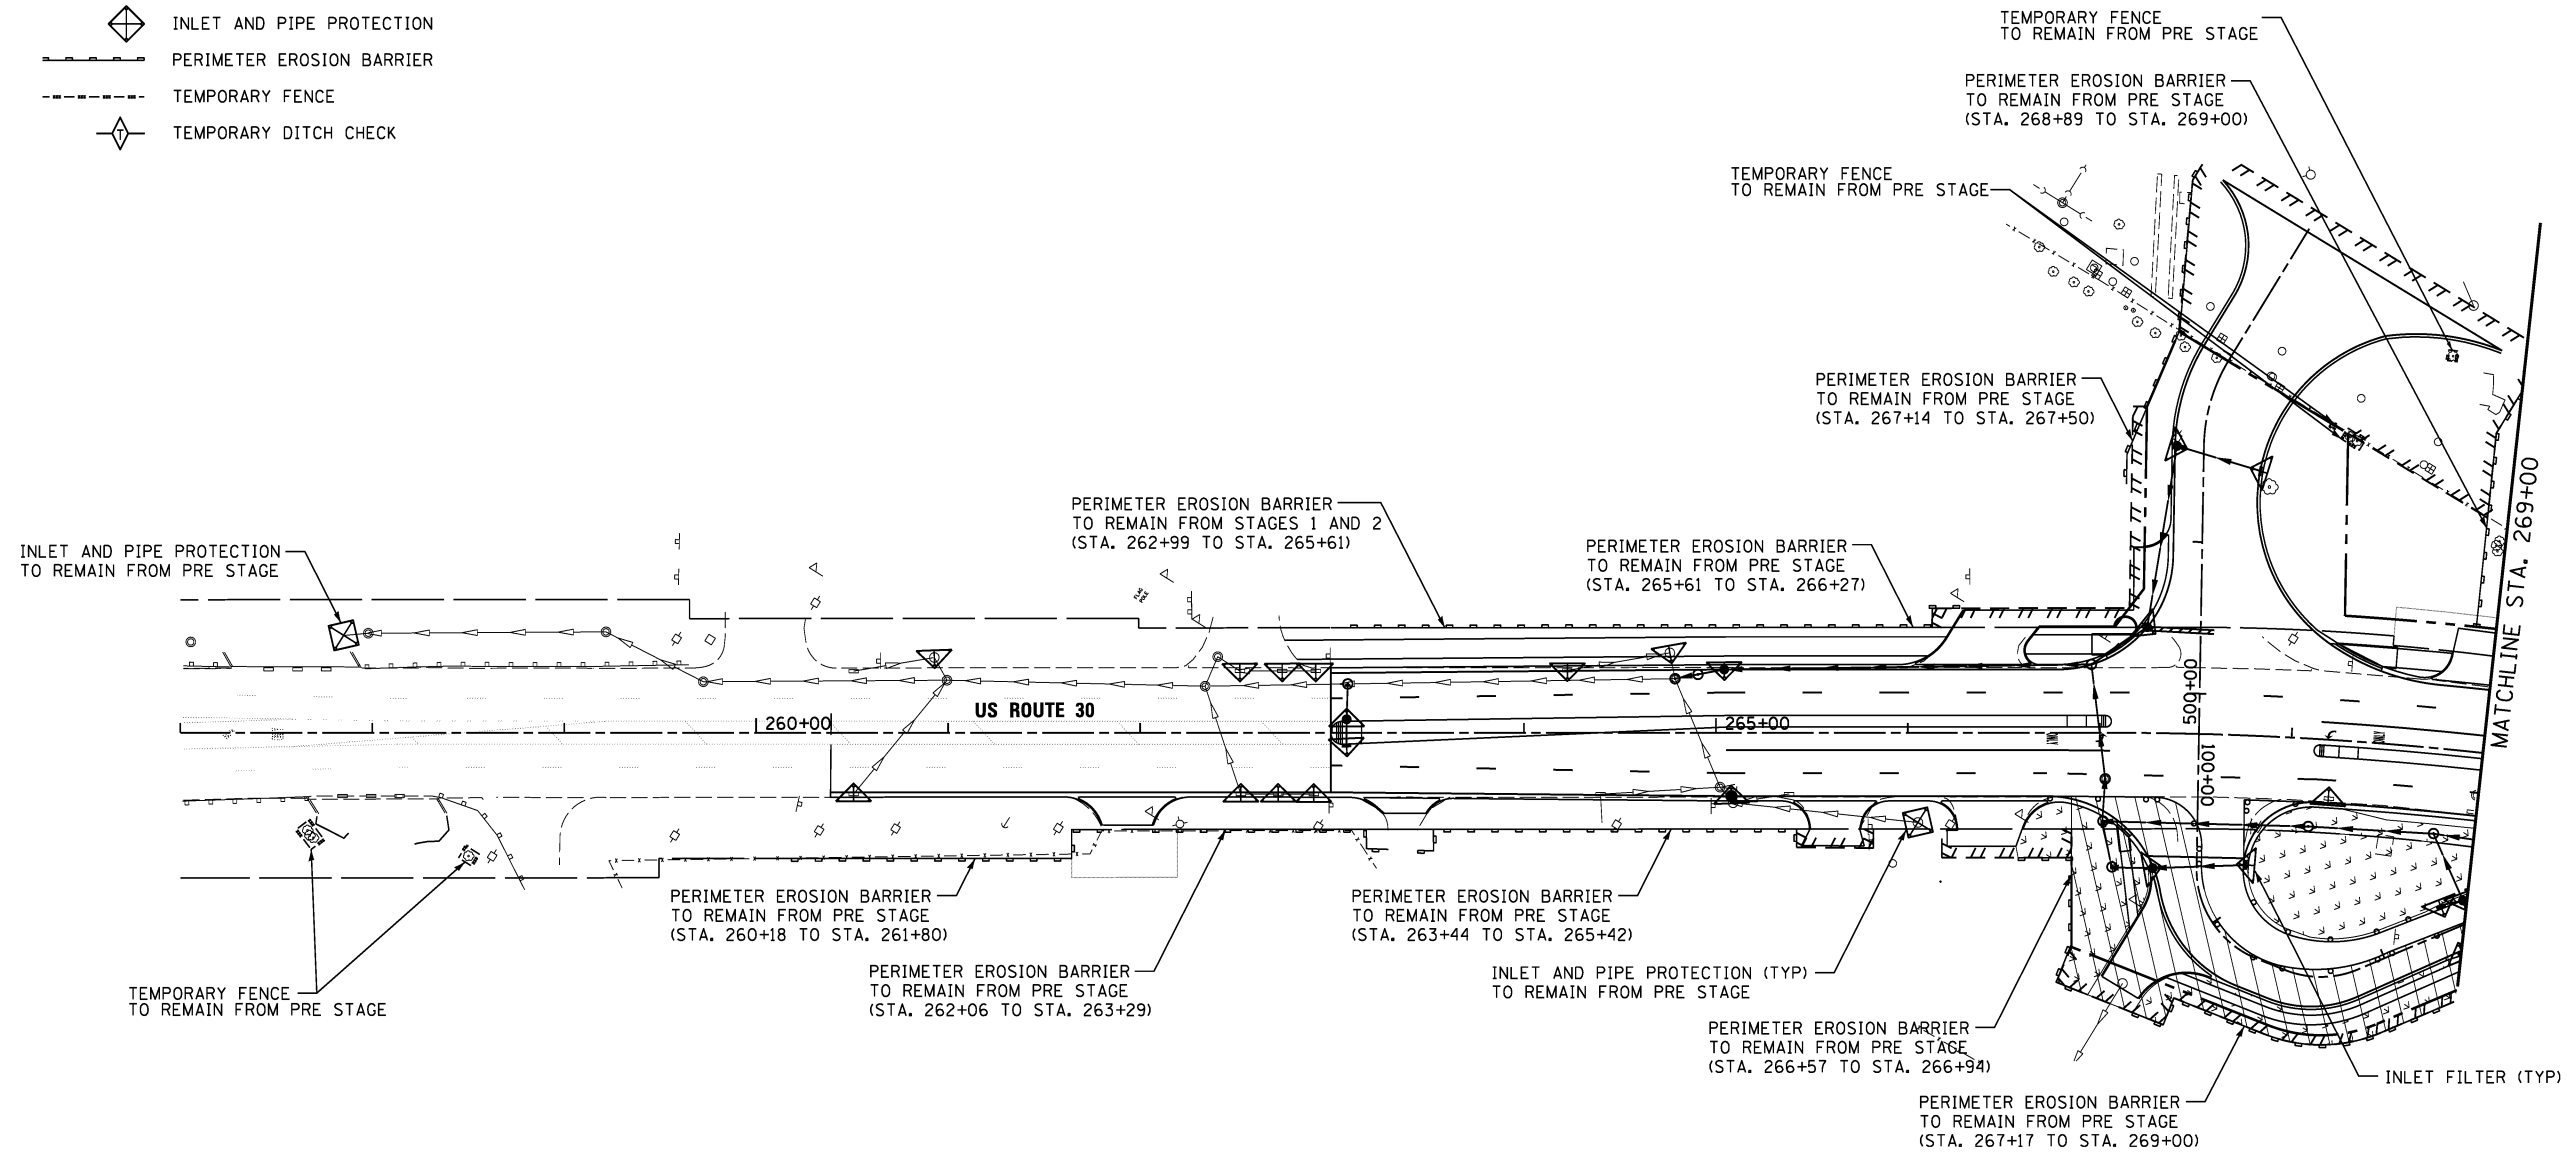 INLET AND PIPE PROTECTION
PERIMETER EROSION BARRIER
TEMPORARY FENCE
T
TEMPORARY DITCH CHECK
TEMPORARY FENCE
TO REMAIN FROM PRE STAGE
PERIMETER EROSION BARRIER
TO REMAIN FROM PRE STAGE
(STA. 268+89 TO STA. 269+00)
TEMPORARY FENCE
TO REMAIN FROM PRE STAGE
PERIMETER EROSION BARRIER
TO REMAIN FROM PRE STAGE
(STA. 267+14 TO STA. 267+50)
PERIMETER EROSION BARRIER
TO REMAIN FROM STAGES 1 AND 2
(STA. 262+99 TO STA. 265+61)
PERIMETER EROSION BARRIER
TO REMAIN FROM PRE STAGE
(STA. 265+61 TO STA. 266+27)
INLET AND PIPE PROTECTION
TO REMAIN FROM PRE STAGE
FLAG
POLE
MATCHLINE STA. 269+00
260+00
US ROUTE 30
265+00
500+00
100+00
PERIMETER EROSION BARRIER
TO REMAIN FROM PRE STAGE
(STA. 260+18 TO STA. 261+80)
PERIMETER EROSION BARRIER
TO REMAIN FROM PRE STAGE
(STA. 263+44 TO STA. 265+42)
PERIMETER EROSION BARRIER
TO REMAIN FROM PRE STAGE
(STA. 262+06 TO STA. 263+29)
INLET AND PIPE PROTECTION (TYP)
TO REMAIN FROM PRE STAGE
TEMPORARY FENCE
TO REMAIN FROM PRE STAGE
PERIMETER EROSION BARRIER
TO REMAIN FROM PRE STAGE
(STA. 266+57 TO STA. 266+94)
INLET FILTER (TYP)
PERIMETER EROSION BARRIER
TO REMAIN FROM PRE STAGE
(STA. 267+17 TO STA. 269+00)